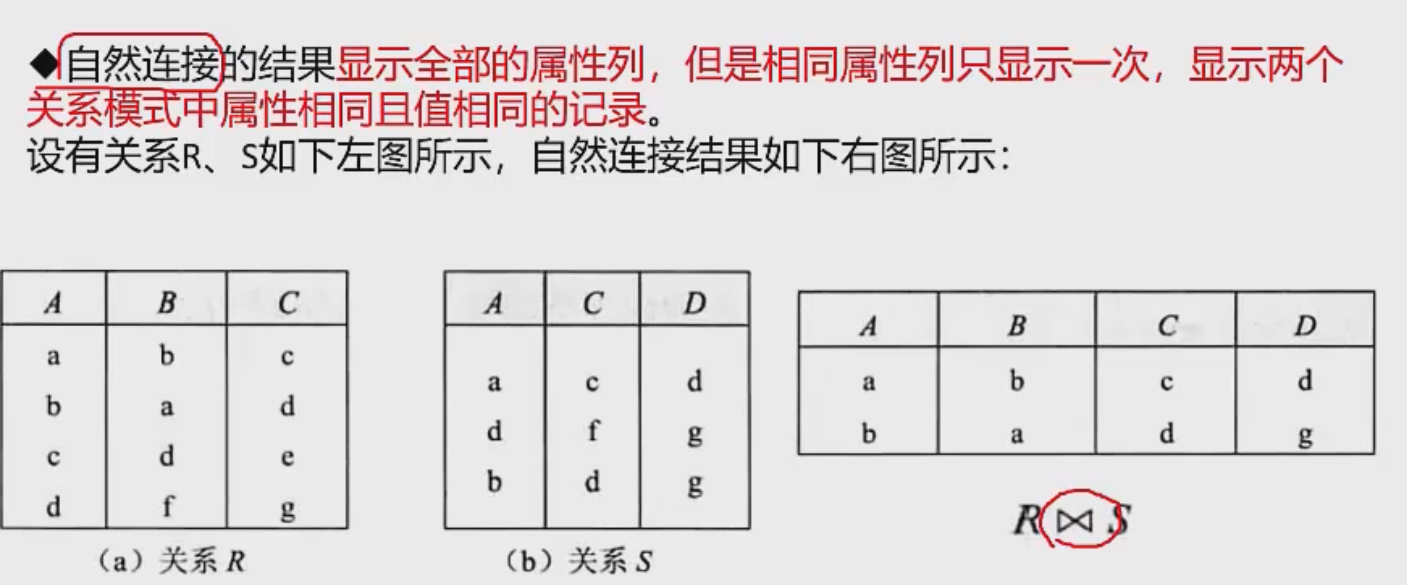 ◆自然连接的结果显示全部的属性列，但是相同属性列只显示一次，显示两个
关系模式中属性相同且值相同的记录。
设有关系R、S如下左图所示，自然连接结果如下右图所示：
A B C
a b c
b a d
c d e
d f g
（a）关系 R
A C D
a c d
d f g
b d g
（b）关系 S
A B C D
a b c d
b a d g
R ⋈ S